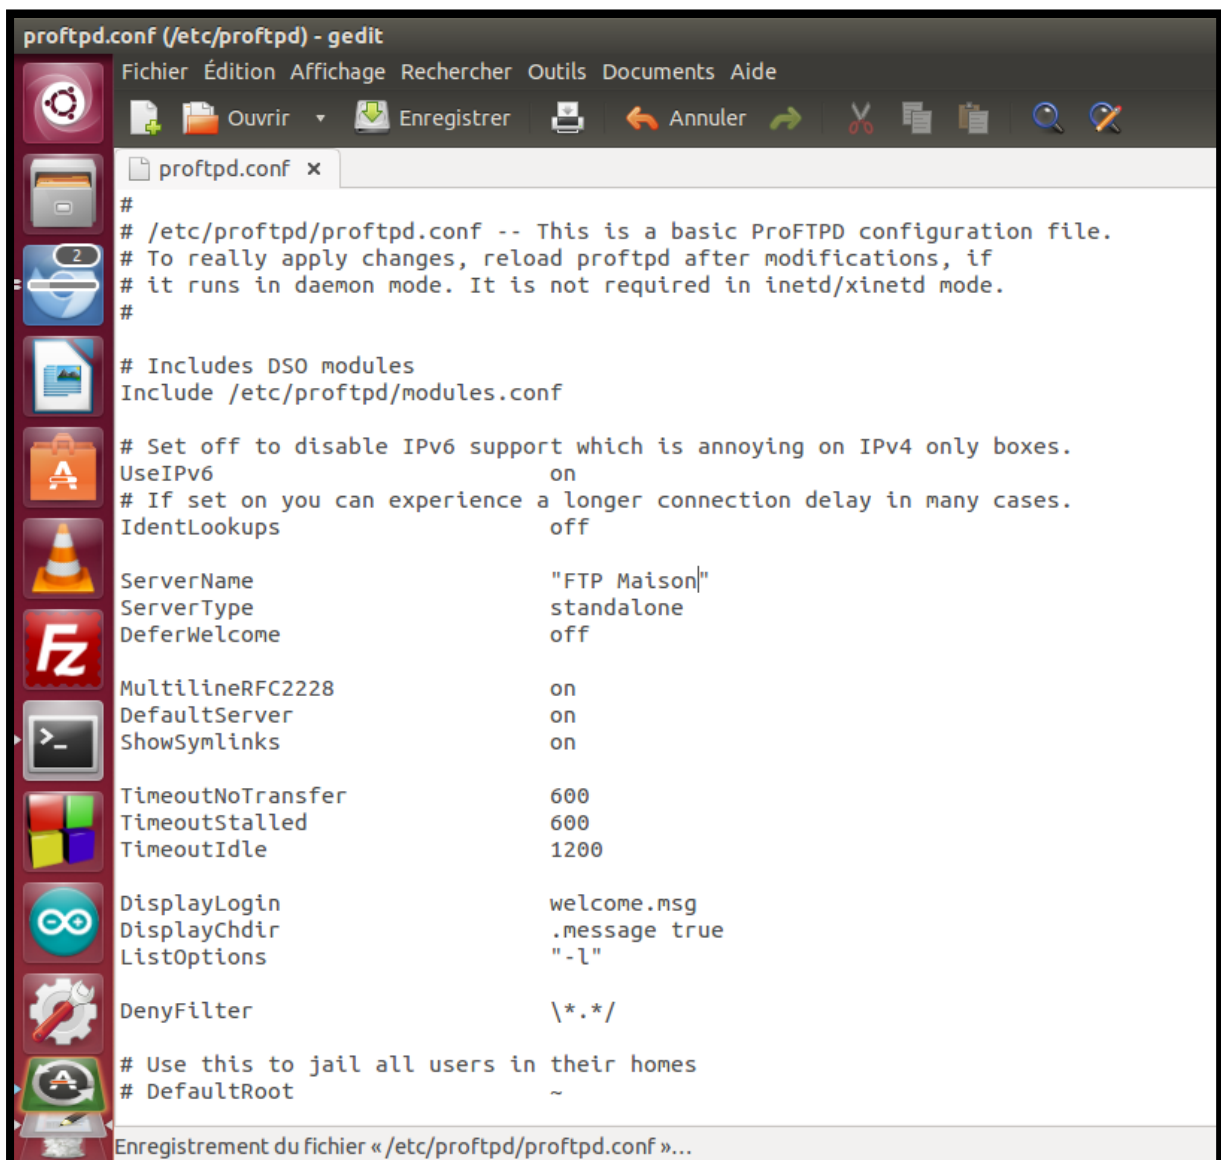 proftpd.conf (/etc/proftpd) - gedit
Fichier Édition Affichage Rechercher Outils Documents Aide
Ouvrir Enregistrer Annuler
proftpd.conf ×
#
# /etc/proftpd/proftpd.conf -- This is a basic ProFTPD configuration file.
# To really apply changes, reload proftpd after modifications, if
# it runs in daemon mode. It is not required in inetd/xinetd mode.
#
# Includes DSO modules
Include /etc/proftpd/modules.conf
# Set off to disable IPv6 support which is annoying on IPv4 only boxes.
UseIPv6 on
# If set on you can experience a longer connection delay in many cases.
IdentLookups off
ServerName "FTP Maison"
ServerType standalone
DeferWelcome off
MultilineRFC2228 on
DefaultServer on
ShowSymlinks on
TimeoutNoTransfer 600
TimeoutStalled 600
TimeoutIdle 1200
DisplayLogin welcome.msg
DisplayChdir .message true
ListOptions "-l"
DenyFilter \*.*/
# Use this to jail all users in their homes
# DefaultRoot ~
Enregistrement du fichier « /etc/proftpd/proftpd.conf »…
2
Fz
>_